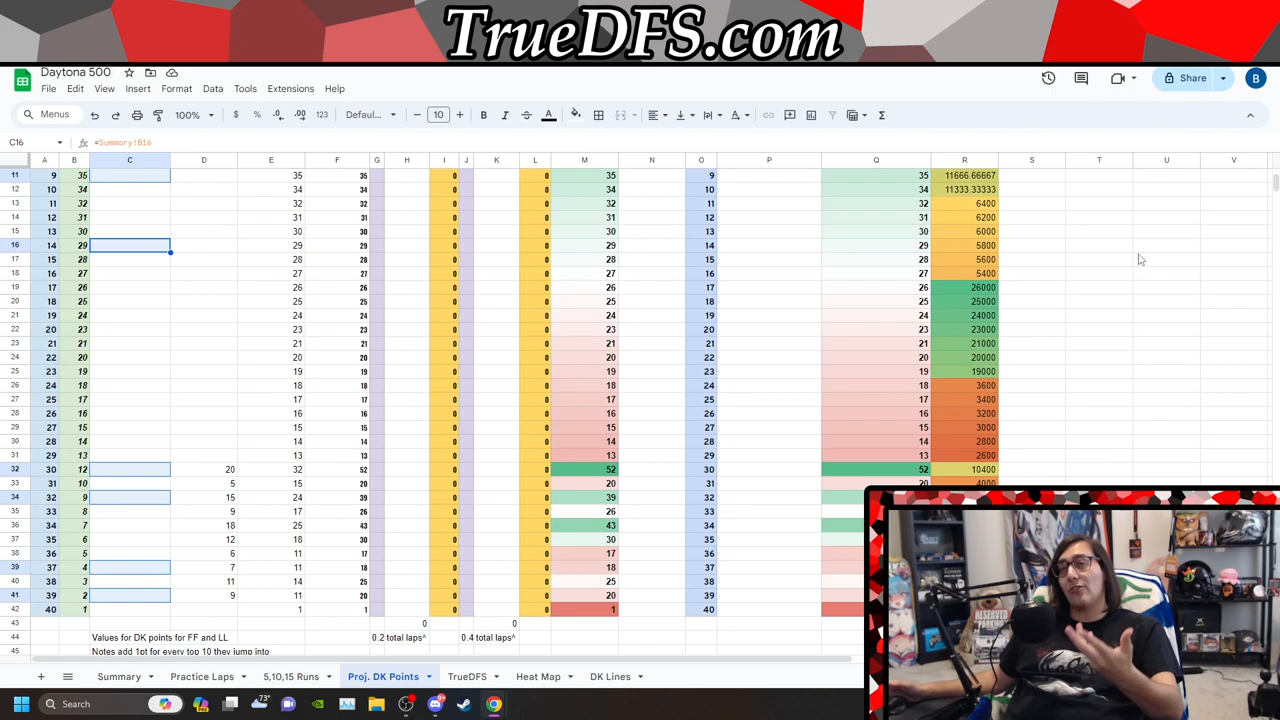 TrueDFS.com
Daytona 500
File Edit View Insert Format Data Tools Extensions Help
Share B
Menus 100% $ % .0 .00 123 Defaul... 10 B I A Σ
C16 fx =Summary!B16
A B C D E F G H I J K L M N O P Q R S T U V
11 9 35 35 35 0 0 35 9 35 11666.66667
12 10 34 34 34 0 0 34 10 34 11333.33333
13 11 32 32 32 0 0 32 11 32 6400
14 12 31 31 31 0 0 31 12 31 6200
15 13 30 30 30 0 0 30 13 30 6000
16 14 29 29 29 0 0 29 14 29 5800
17 15 28 28 28 0 0 28 15 28 5600
18 16 27 27 27 0 0 27 16 27 5400
19 17 26 26 26 0 0 26 17 26 26000
20 18 25 25 25 0 0 25 18 25 25000
21 19 24 24 24 0 0 24 19 24 24000
22 20 23 23 23 0 0 23 20 23 23000
23 21 21 21 21 0 0 21 21 21 21000
24 22 20 20 20 0 0 20 22 20 20000
25 23 19 19 19 0 0 19 23 19 19000
26 24 18 18 18 0 0 18 24 18 3600
27 25 17 17 17 0 0 17 25 17 3400
28 26 16 16 16 0 0 16 26 16 3200
29 27 15 15 15 0 0 15 27 15 3000
30 28 14 14 14 0 0 14 28 14 2800
31 29 13 13 13 0 0 13 29 13 2600
32 30 12 20 32 52 0 0 52 30 52 10400
33 31 10 5 15 20 0 0 20 31 20 4000
34 32 9 15 24 39 0 0 39 32
35 33 8 9 17 26 0 0 26 33
36 34 7 18 25 43 0 0 43 34
37 35 6 12 18 30 0 0 30 35
38 36 5 6 11 17 0 0 17 36
39 37 4 7 11 18 0 0 18 37
40 38 3 11 14 25 0 0 25 38
41 39 2 9 11 20 0 0 20 39
42 40 1 1 1 0 0 1 40
43 0 0
44 Values for DK points for FF and LL 0.2 total laps^ 0.4 total laps^
45 Notes add 1pt for every top 10 they jump into
RESERVED PARKING
Summary Practice Laps 5,10,15 Runs Proj. DK Points TrueDFS Heat Map DK Lines
Search 73°